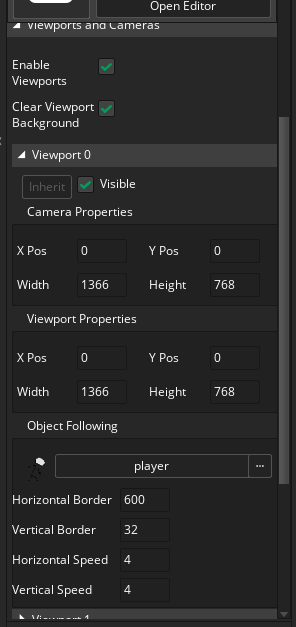 Open Editor
Viewports and Cameras
Enable
Viewports
Clear Viewport
Background
Viewport 0
Inherit Visible
Camera Properties
X Pos 0 Y Pos 0
Width 1366 Height 768
Viewport Properties
X Pos 0 Y Pos 0
Width 1366 Height 768
Object Following
player ...
Horizontal Border 600
Vertical Border 32
Horizontal Speed 4
Vertical Speed 4
Viewport 1